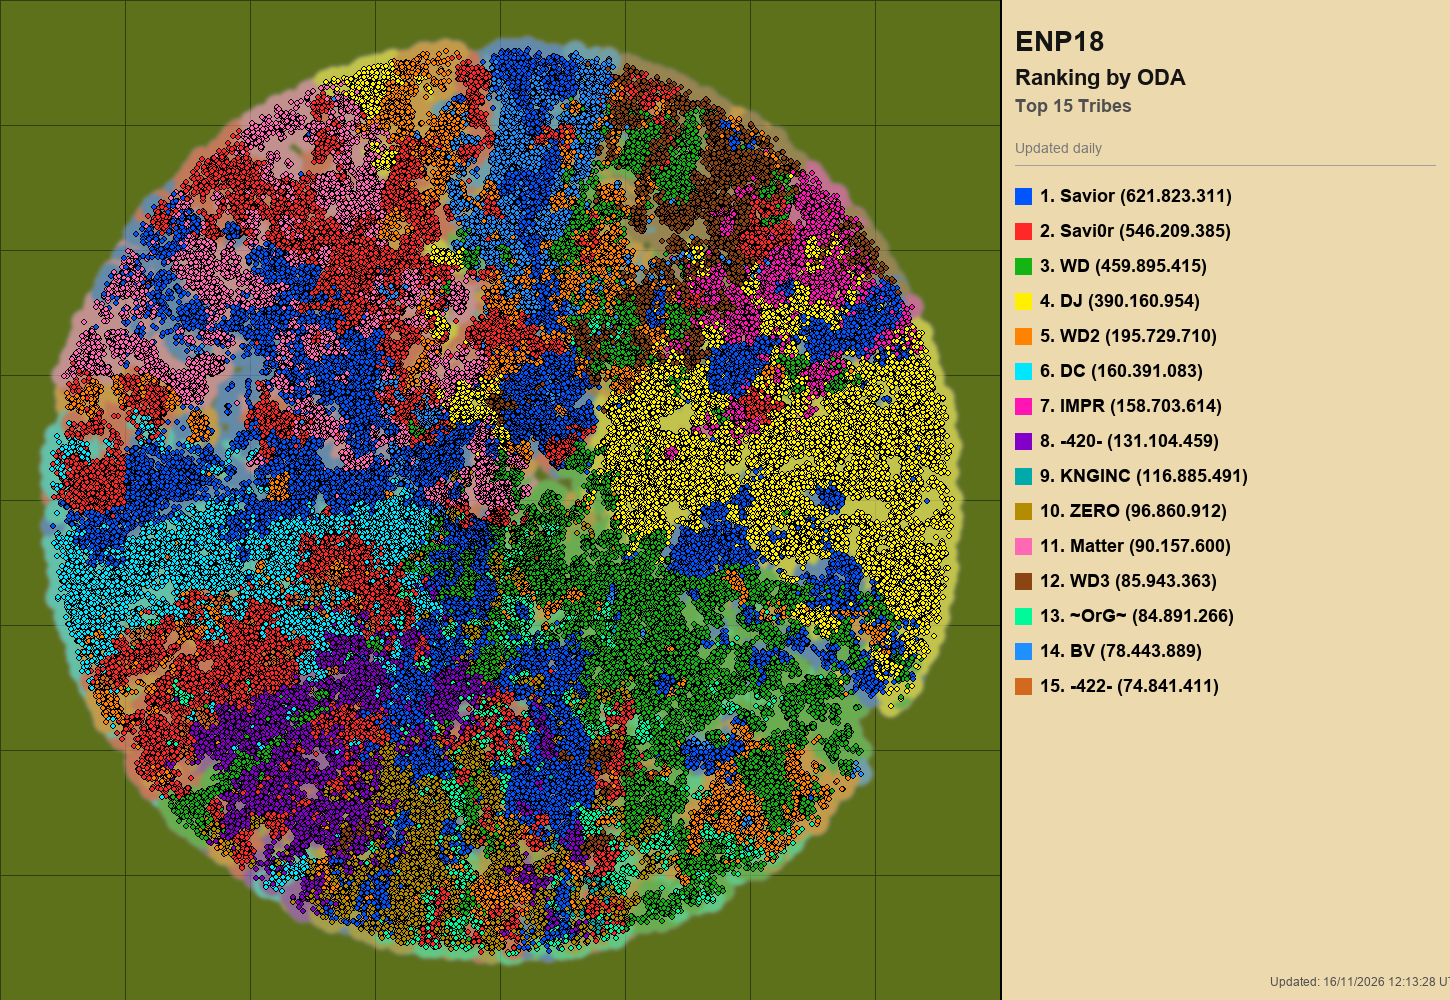 ENP18
Ranking by ODA
Top 15 Tribes
Updated daily
1. Savior (621.823.311)
2. Savi0r (546.209.385)
3. WD (459.895.415)
4. DJ (390.160.954)
5. WD2 (195.729.710)
6. DC (160.391.083)
7. IMPR (158.703.614)
8. -420- (131.104.459)
9. KNGINC (116.885.491)
10. ZERO (96.860.912)
11. Matter (90.157.600)
12. WD3 (85.943.363)
13. ~OrG~ (84.891.266)
14. BV (78.443.889)
15. -422- (74.841.411)
Updated: 16/11/2026 12:13:28 U